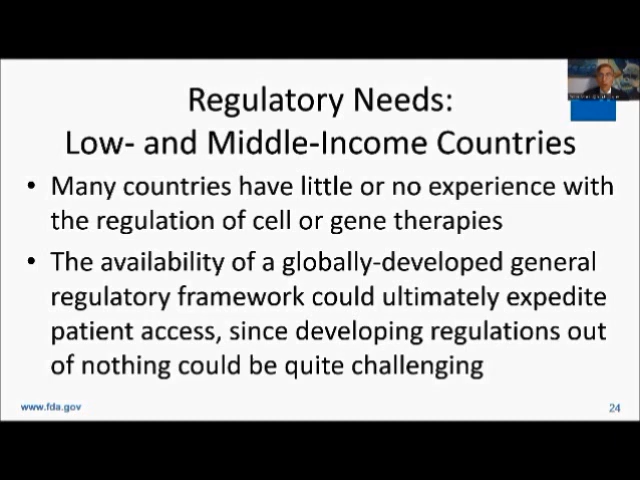 Regulatory Needs:
Low- and Middle-Income Countries
• Many countries have little or no experience with
the regulation of cell or gene therapies
• The availability of a globally-developed general
regulatory framework could ultimately expedite
patient access, since developing regulations out
of nothing could be quite challenging
www.fda.gov
24